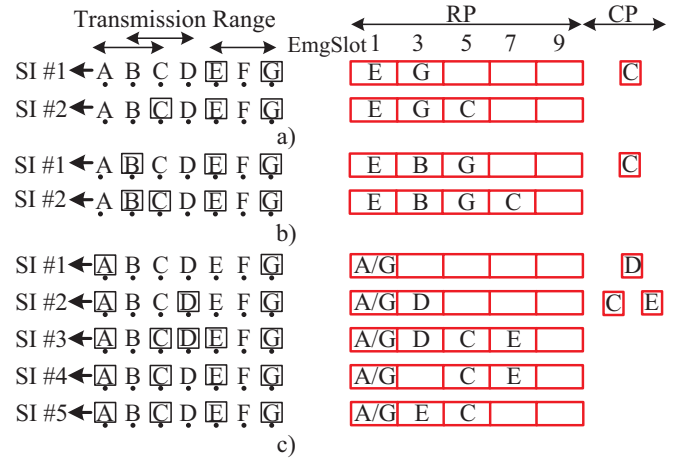 Transmission Range RP CP
EmgSlot 1 3 5 7 9
SI #1 A B C D E F G E G C
SI #2 A B C D E F G E G C
a)
SI #1 A B C D E F G E B G C
SI #2 A B C D E F G E B G C
b)
SI #1 A B C D E F G A/G D
SI #2 A B C D E F G A/G D C E
SI #3 A B C D E F G A/G D C E
SI #4 A B C D E F G A/G C E
SI #5 A B C D E F G A/G E C
c)